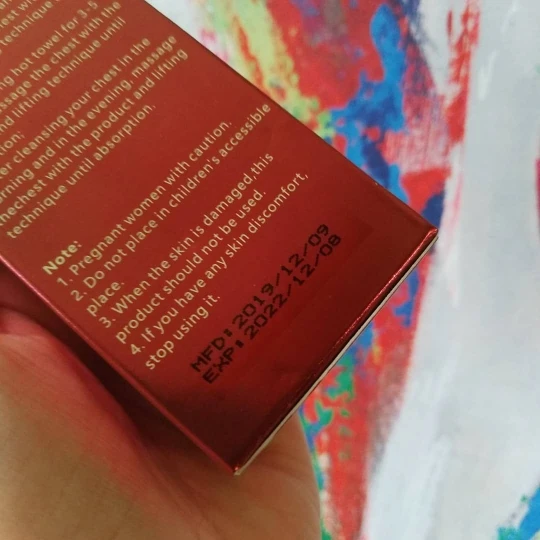 technique
ng hot towel for 3-5
ssage the chest with the
nd lifting technique until
ion:
er cleansing your chest in the
rning and in the evening, massage
nechest with the product and lifting
technique until absorption.
Note:
1. Pregnant women with caution.
2. Do not place in children's accessible
place.
3. When the skin is damaged,this
product should not be used.
4. If you have any skin discomfort,
stop using it.
MFD: 2019/12/09
EXP: 2022/12/08